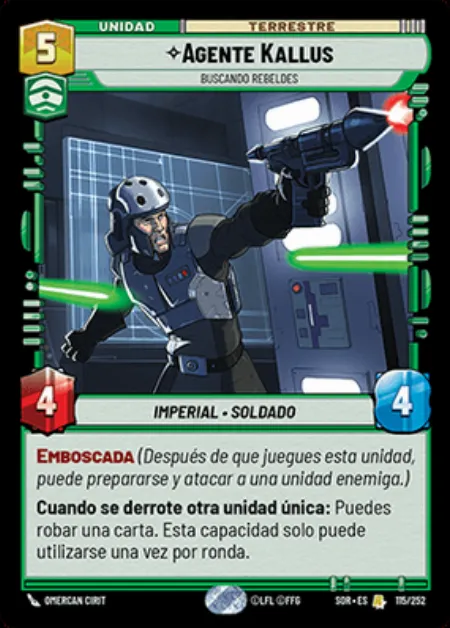 UNIDAD
TERRESTRE
5
AGENTE KALLUS
BUSCANDO REBELDES
4
IMPERIAL • SOLDADO
4
EMBOSCADA (Después de que juegues esta unidad,
puede prepararse y atacar a una unidad enemiga.)
Cuando se derrote otra unidad única: Puedes
robar una carta. Esta capacidad solo puede
utilizarse una vez por ronda.
OMERCAN CIRIT
©LFL ©FFG
SOR • ES
115/252